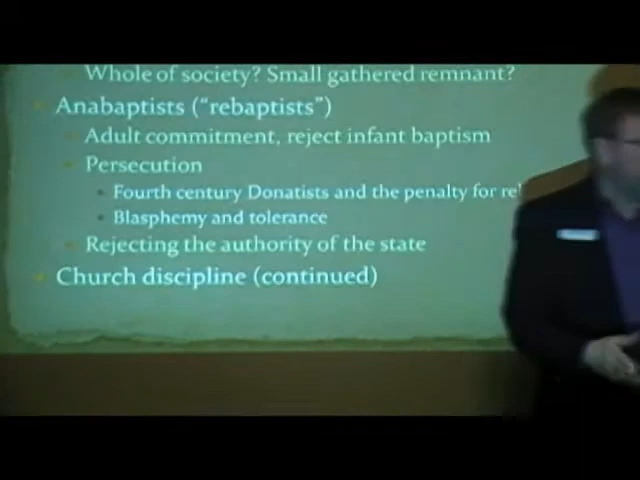 Whole of society? Small gathered remnant?
Anabaptists ("rebaptists")
Adult commitment, reject infant baptism
Persecution
Fourth century Donatists and the penalty for
Blasphemy and tolerance
Rejecting the authority of the state
Church discipline (continued)